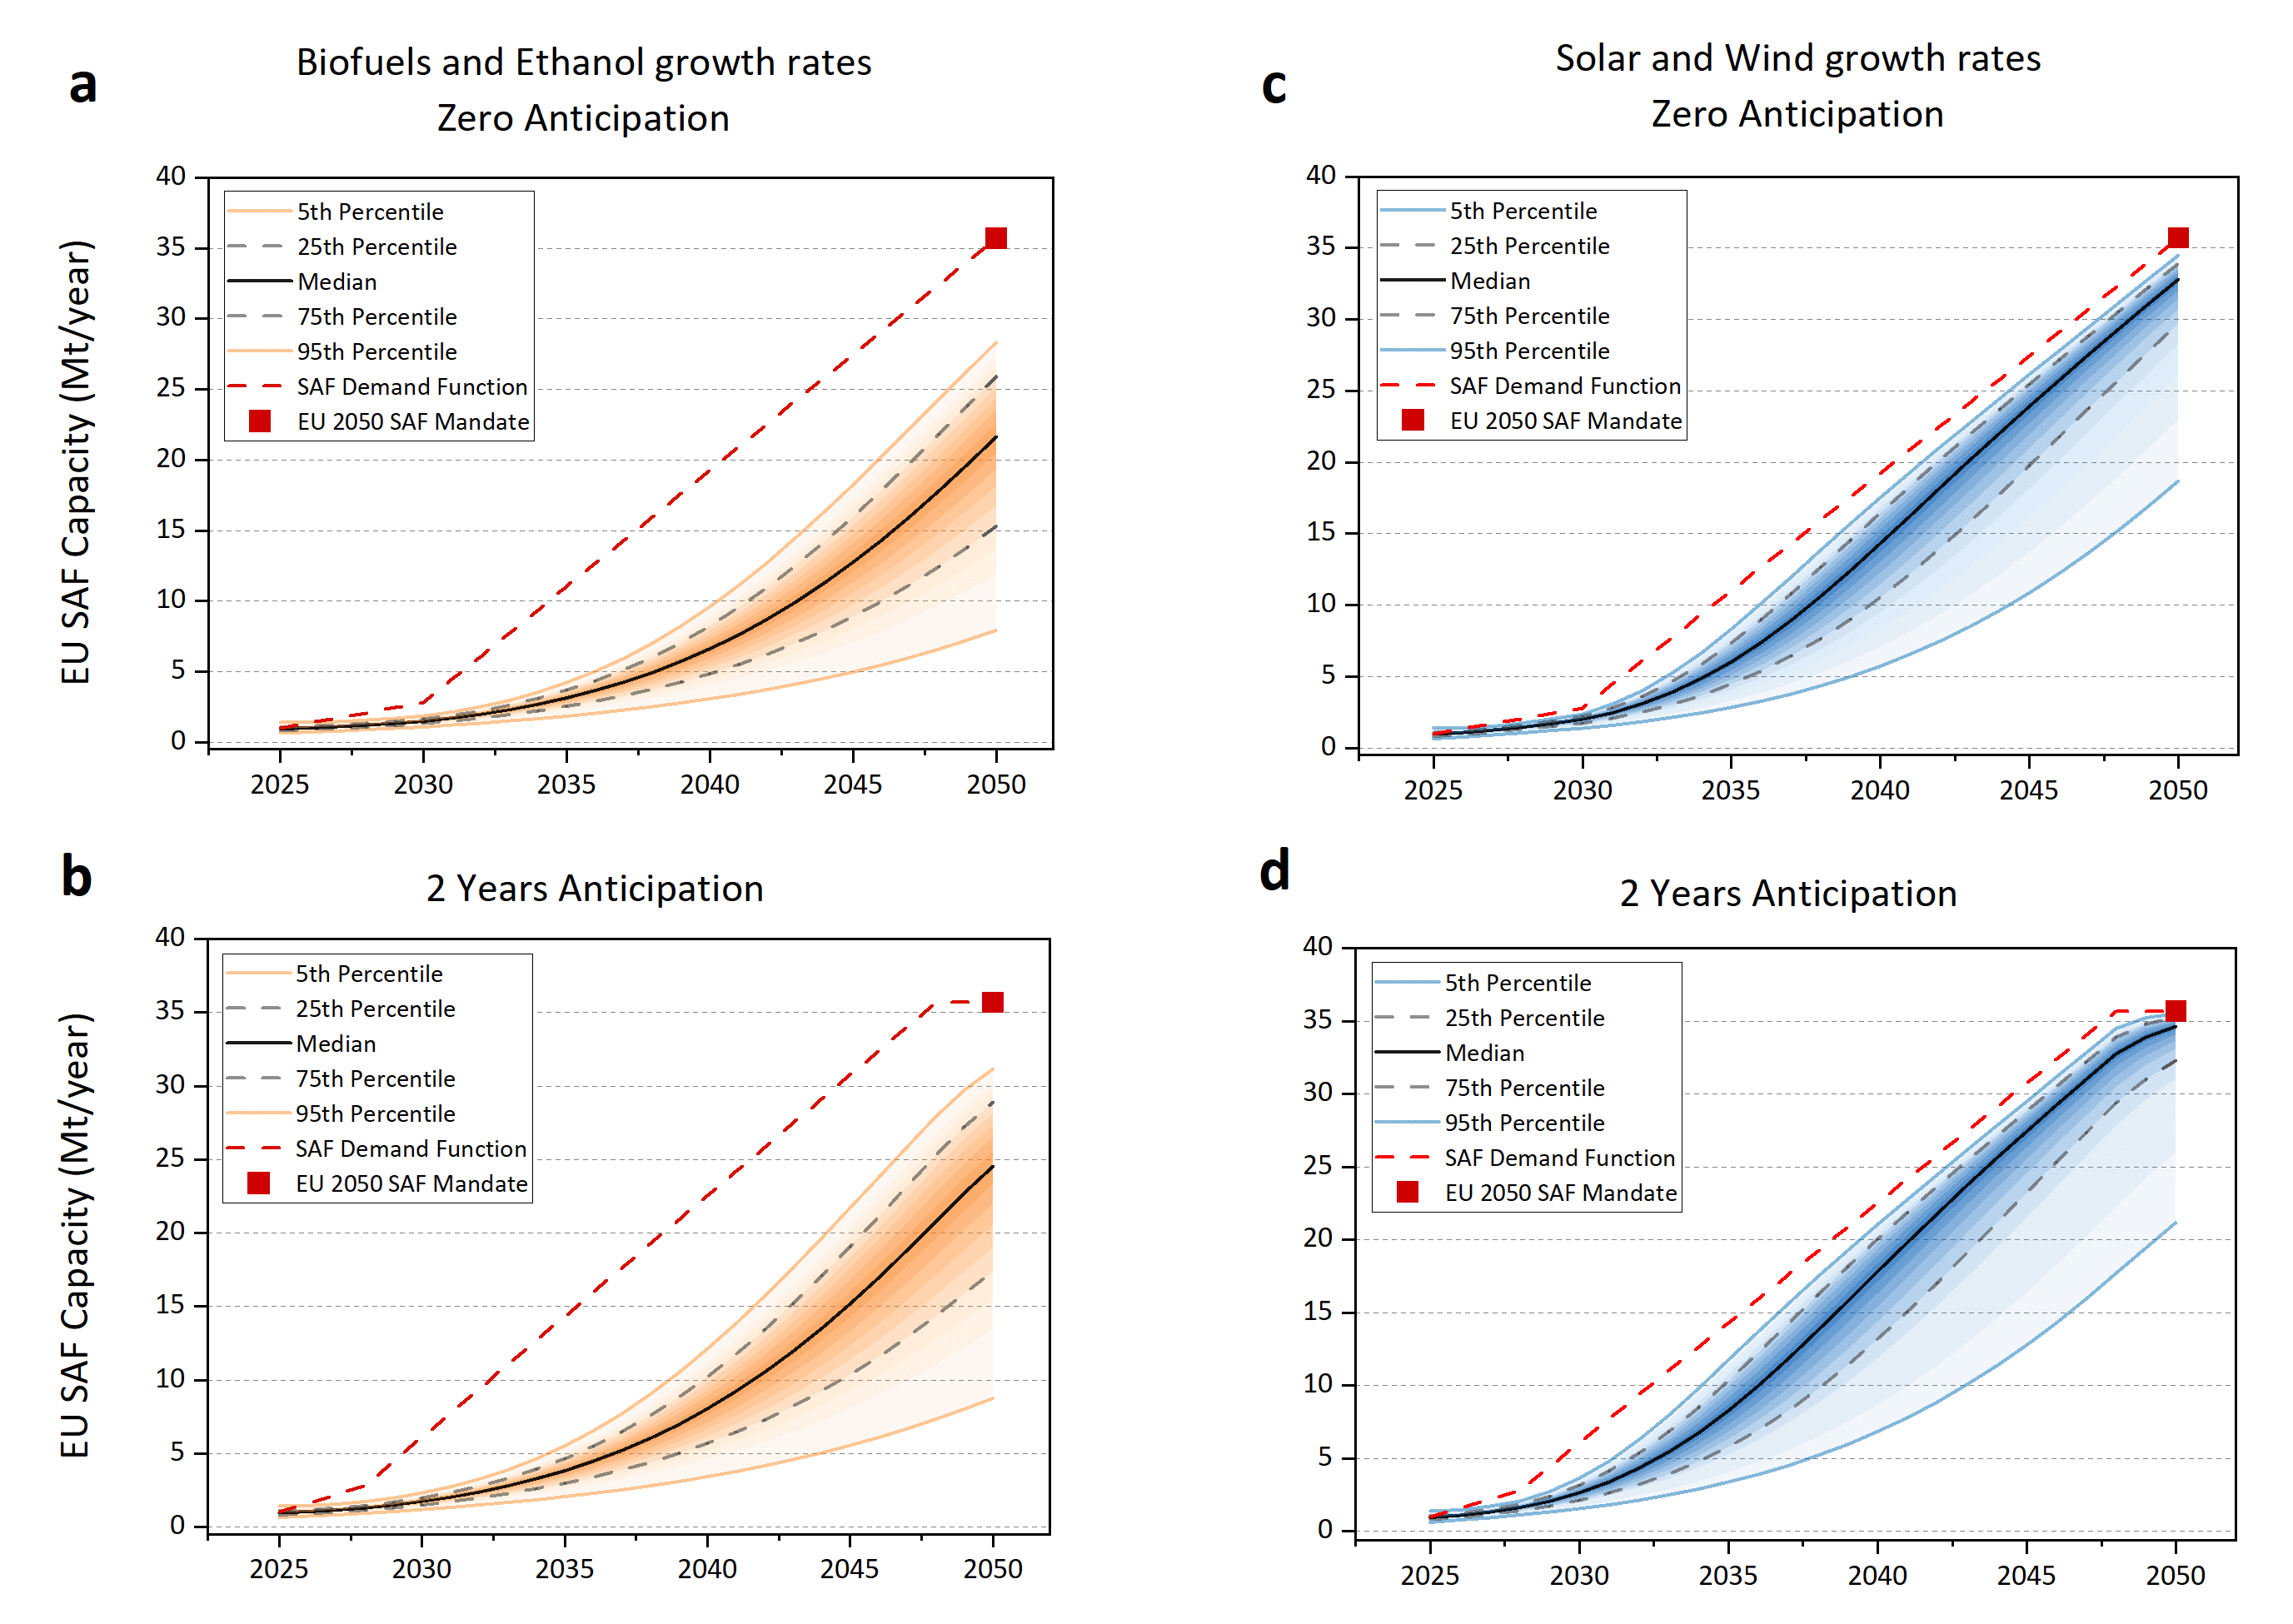 a
Biofuels and Ethanol growth rates
Zero Anticipation
EU SAF Capacity (Mt/year)
40
35
30
25
20
15
10
5
0
5th Percentile
25th Percentile
Median
75th Percentile
95th Percentile
SAF Demand Function
EU 2050 SAF Mandate
2025 2030 2035 2040 2045 2050
c
Solar and Wind growth rates
Zero Anticipation
40
35
30
25
20
15
10
5
0
5th Percentile
25th Percentile
Median
75th Percentile
95th Percentile
SAF Demand Function
EU 2050 SAF Mandate
2025 2030 2035 2040 2045 2050
b
2 Years Anticipation
EU SAF Capacity (Mt/year)
40
35
30
25
20
15
10
5
0
5th Percentile
25th Percentile
Median
75th Percentile
95th Percentile
SAF Demand Function
EU 2050 SAF Mandate
2025 2030 2035 2040 2045 2050
d
2 Years Anticipation
40
35
30
25
20
15
10
5
0
5th Percentile
25th Percentile
Median
75th Percentile
95th Percentile
SAF Demand Function
EU 2050 SAF Mandate
2025 2030 2035 2040 2045 2050